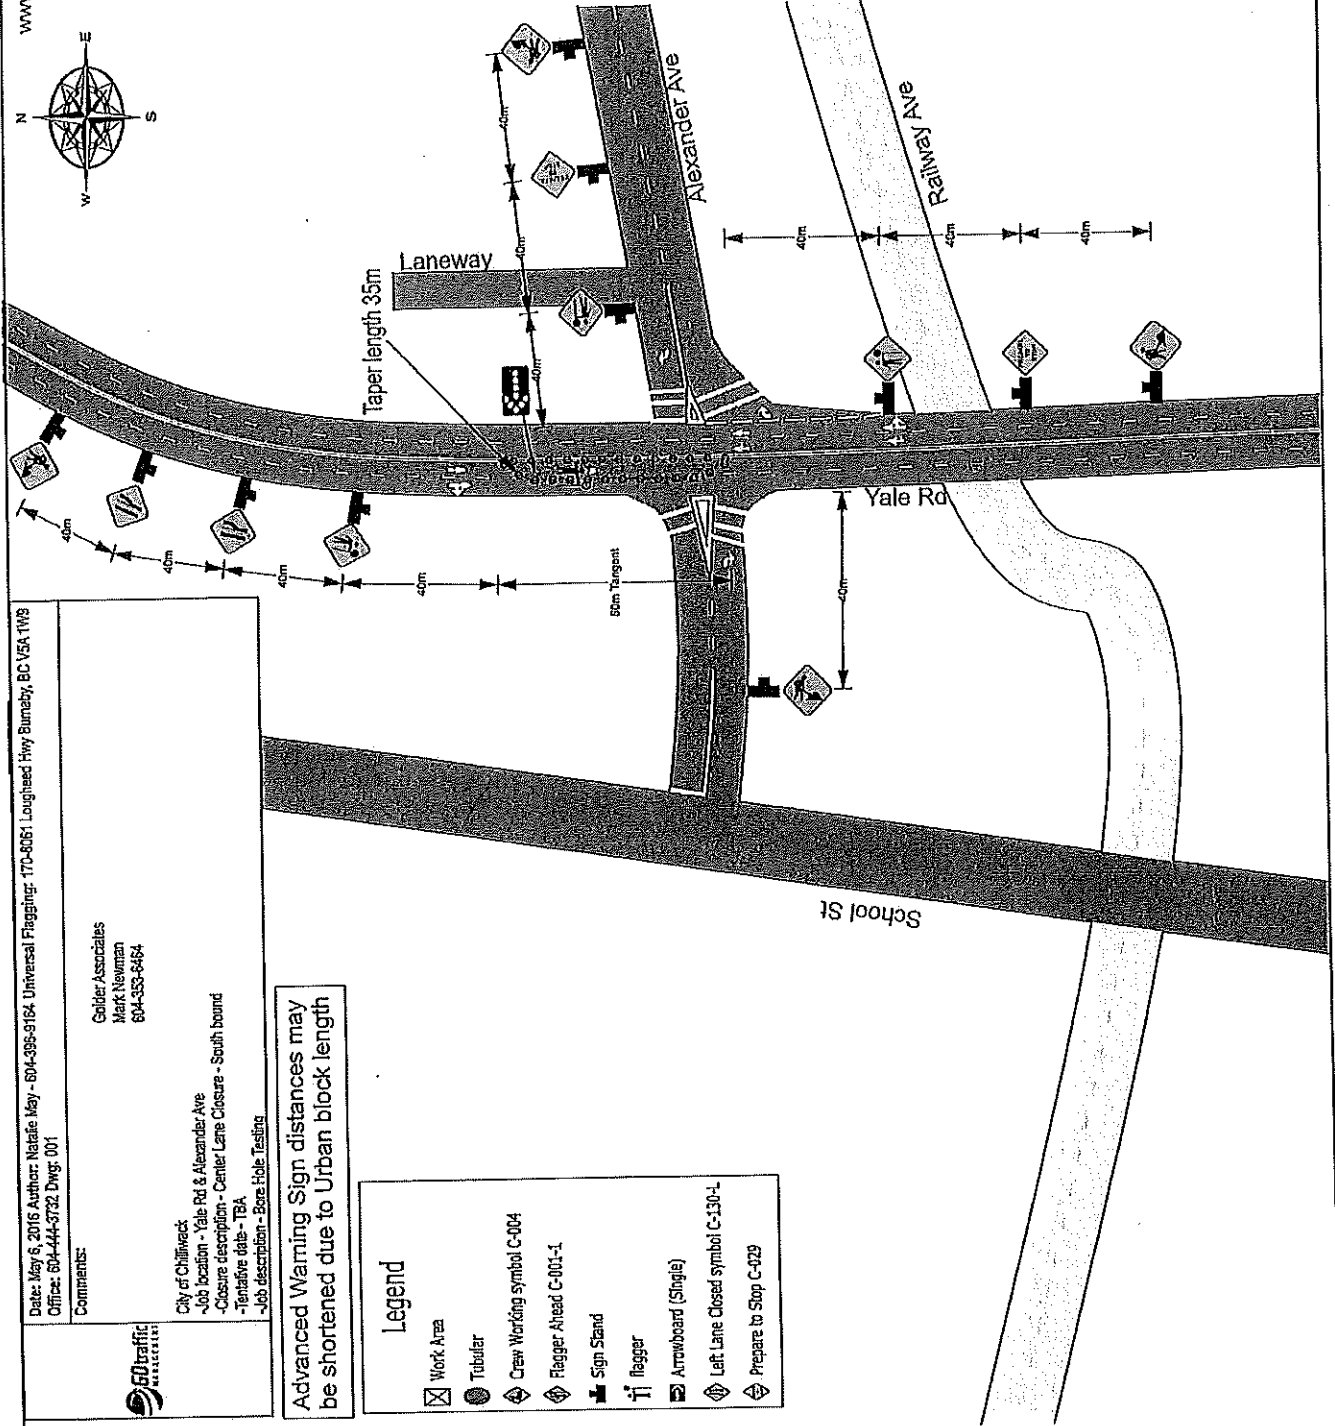 www
N
E
S
W
Date: May 6, 2016 Author: Natalie May - 604-396-9164 Universal Flagging: 170-8061 Lougheed Hwy Burnaby, BC V5A 1W9
Office: 604-444-3732 Dwg: 001
Comments:
Golder Associates
Mark Newman
604-353-6464
City of Chilliwack
-Job location - Yale Rd & Alexander Ave
-Closure description - Center Lane Closure - South bound
-Tentative date - TBA
-Job description - Bore Hole Testing
GO traffic
MANAGEMENT
Advanced Warning Sign distances may
be shortened due to Urban block length
Legend
Work Area
Tubular
Crew Working symbol C-004
Flagger Ahead C-001-1
Sign Stand
flagger
Arrowboard (Single)
Left Lane Closed symbol C-130-L
Prepare to Stop C-029
40m
40m
40m
40m
60m Tangent
Taper length 35m
Laneway
40m
40m
40m
Alexander Ave
Railway Ave
40m
40m
40m
Yale Rd
40m
School St